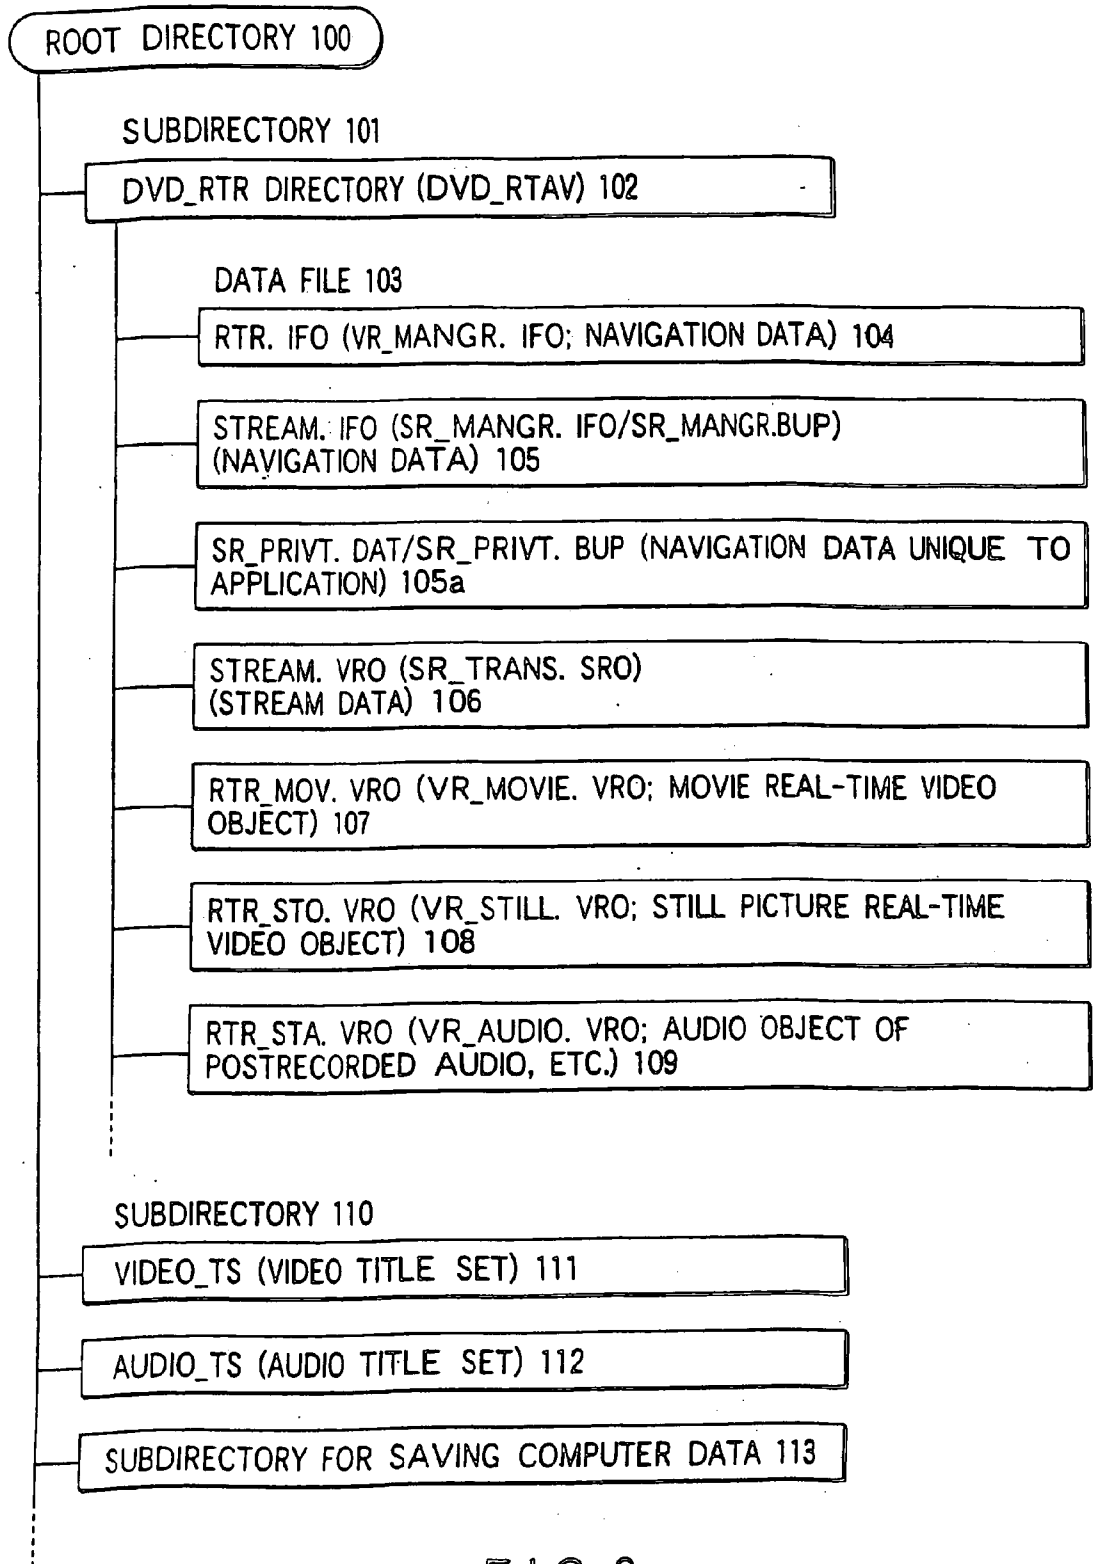 ROOT DIRECTORY 100
SUBDIRECTORY 101
DVD_RTR DIRECTORY (DVD_RTAV) 102
DATA FILE 103
RTR. IFO (VR_MANGR. IFO; NAVIGATION DATA) 104
STREAM. IFO (SR_MANGR. IFO/SR_MANGR.BUP)
(NAVIGATION DATA) 105
SR_PRIVT. DAT/SR_PRIVT. BUP (NAVIGATION DATA UNIQUE TO
APPLICATION) 105a
STREAM. VRO (SR_TRANS. SRO)
(STREAM DATA) 106
RTR_MOV. VRO (VR_MOVIE. VRO; MOVIE REAL-TIME VIDEO
OBJECT) 107
RTR_STO. VRO (VR_STILL. VRO; STILL PICTURE REAL-TIME
VIDEO OBJECT) 108
RTR_STA. VRO (VR_AUDIO. VRO; AUDIO OBJECT OF
POSTRECORDED AUDIO, ETC.) 109
SUBDIRECTORY 110
VIDEO_TS (VIDEO TITLE SET) 111
AUDIO_TS (AUDIO TITLE SET) 112
SUBDIRECTORY FOR SAVING COMPUTER DATA 113